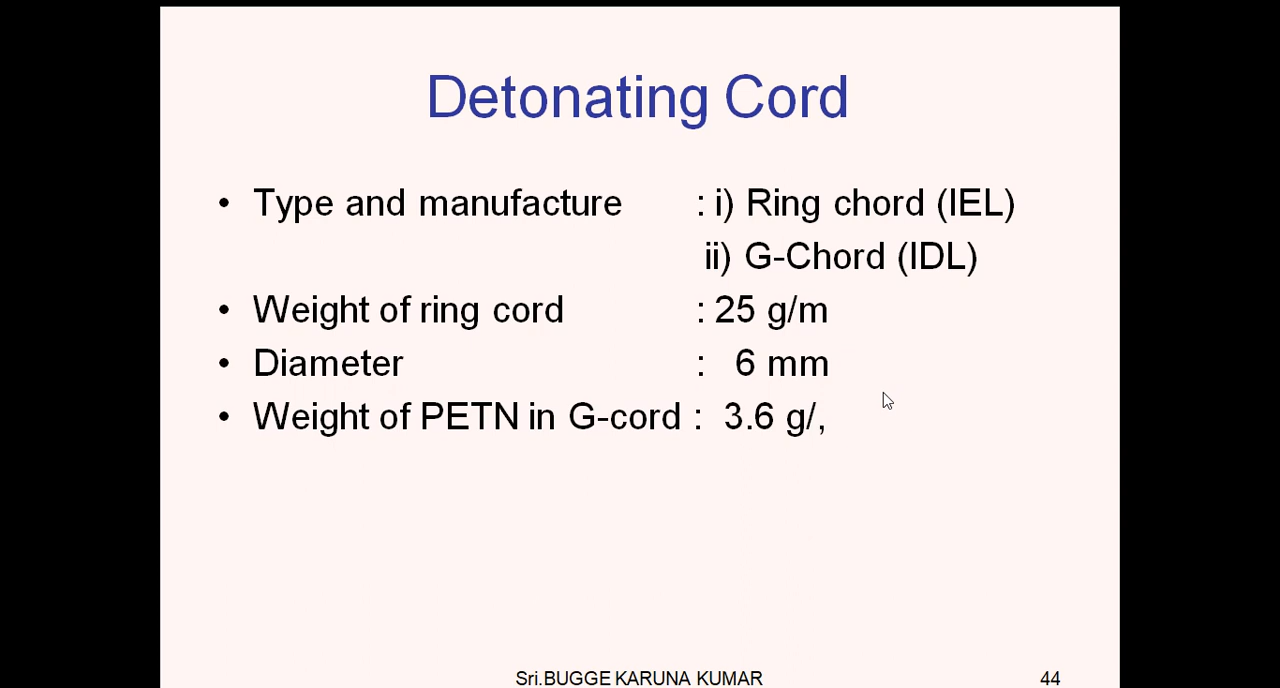 Detonating Cord
• Type and manufacture : i) Ring chord (IEL)
ii) G-Chord (IDL)
• Weight of ring cord : 25 g/m
• Diameter : 6 mm
• Weight of PETN in G-cord : 3.6 g/,
Sri.BUGGE KARUNA KUMAR 44